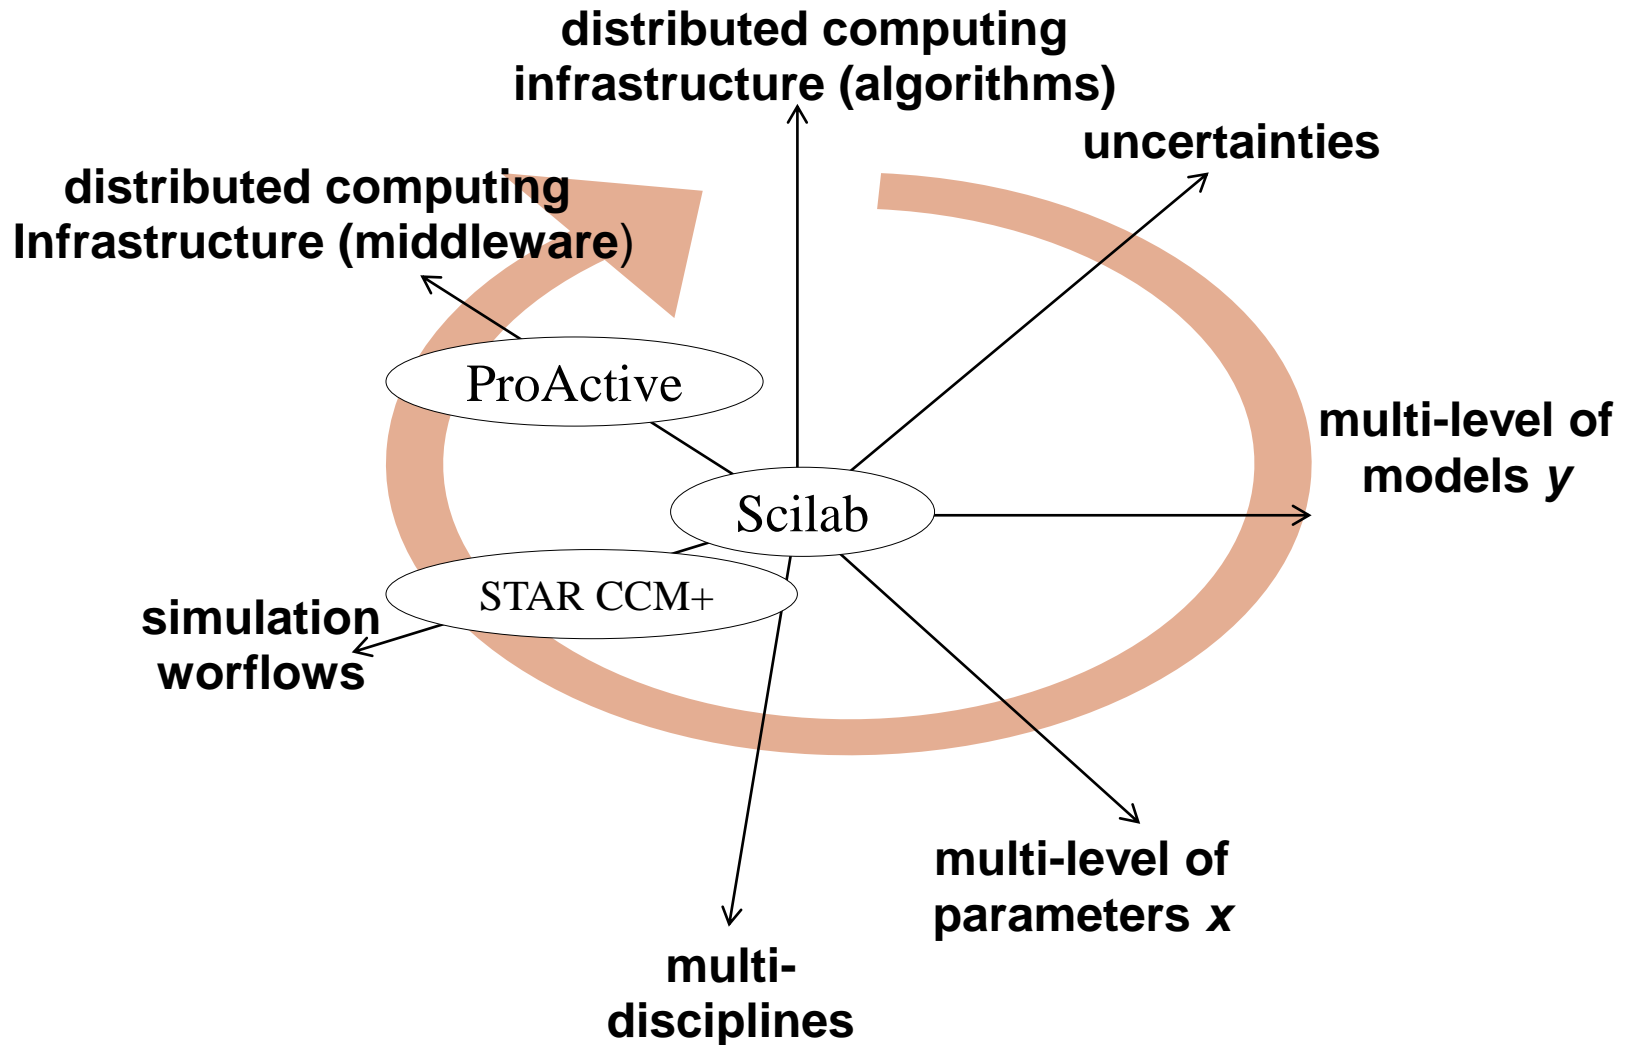 distributed computing
infrastructure (algorithms)
uncertainties
distributed computing
Infrastructure (middleware)
ProActive
multi-level of
models y
Scilab
STAR CCM+
simulation
worflows
multi-level of
parameters x
multi-
disciplines